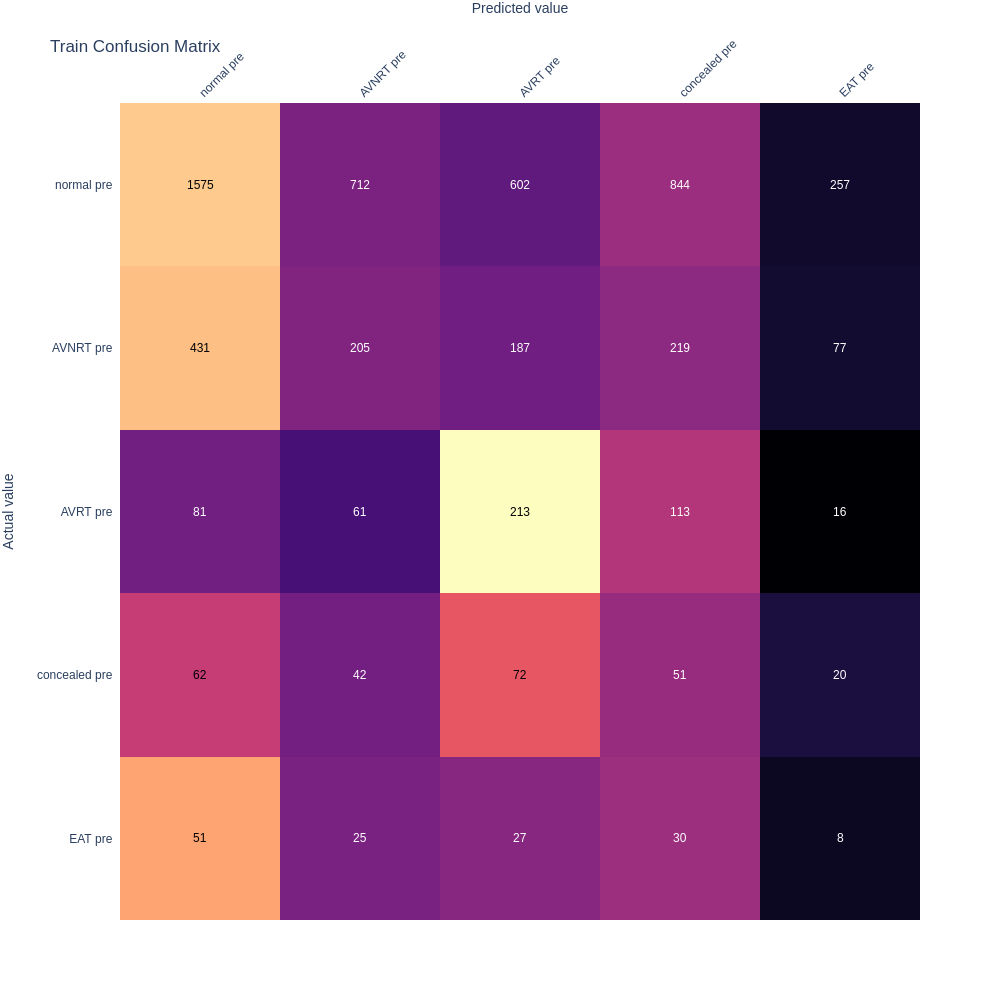 Predicted value
Train Confusion Matrix
normal pre AVNRT pre AVRT pre concealed pre EAT pre
normal pre 1575 712 602 844 257
AVNRT pre 431 205 187 219 77
AVRT pre 81 61 213 113 16
concealed pre 62 42 72 51 20
EAT pre 51 25 27 30 8
Actual value